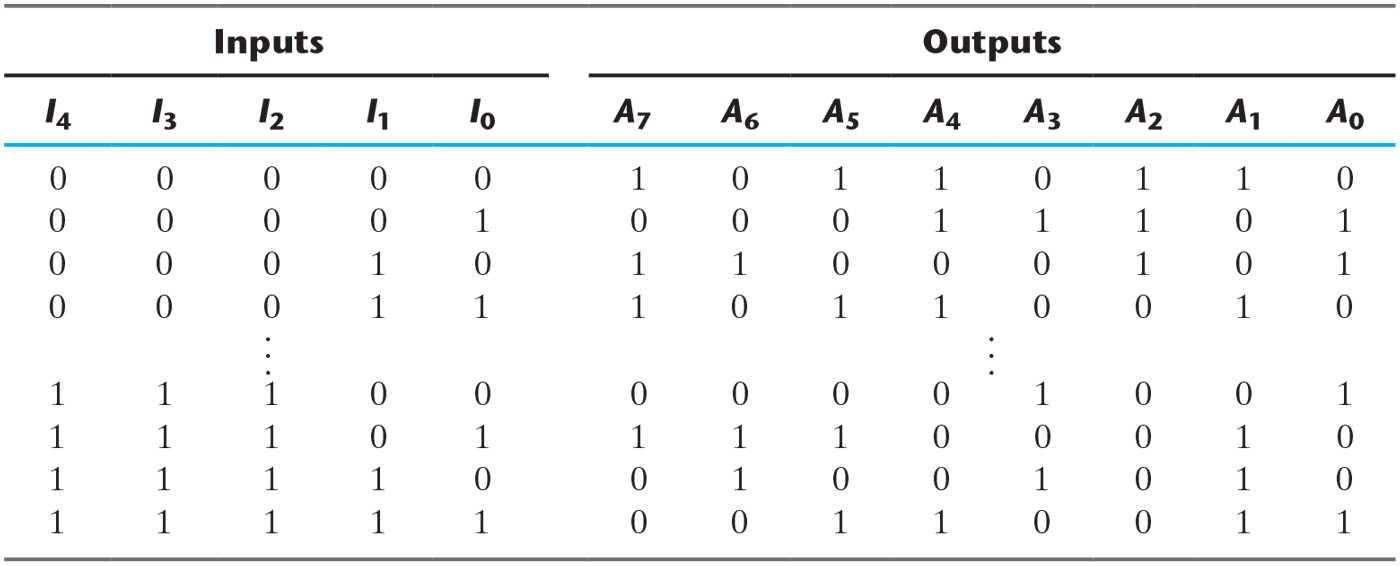 Inputs Outputs
I4 I3 I2 I1 I0 A7 A6 A5 A4 A3 A2 A1 A0
0 0 0 0 0 1 0 1 1 0 1 1 0
0 0 0 0 1 0 0 0 1 1 1 0 1
0 0 0 1 0 1 1 0 0 0 1 0 1
0 0 0 1 1 1 0 1 1 0 0 1 0
⋮ ⋮
1 1 1 0 0 0 0 0 0 1 0 0 1
1 1 1 0 1 1 1 1 0 0 0 1 0
1 1 1 1 0 0 1 0 0 1 0 1 0
1 1 1 1 1 0 0 1 1 0 0 1 1